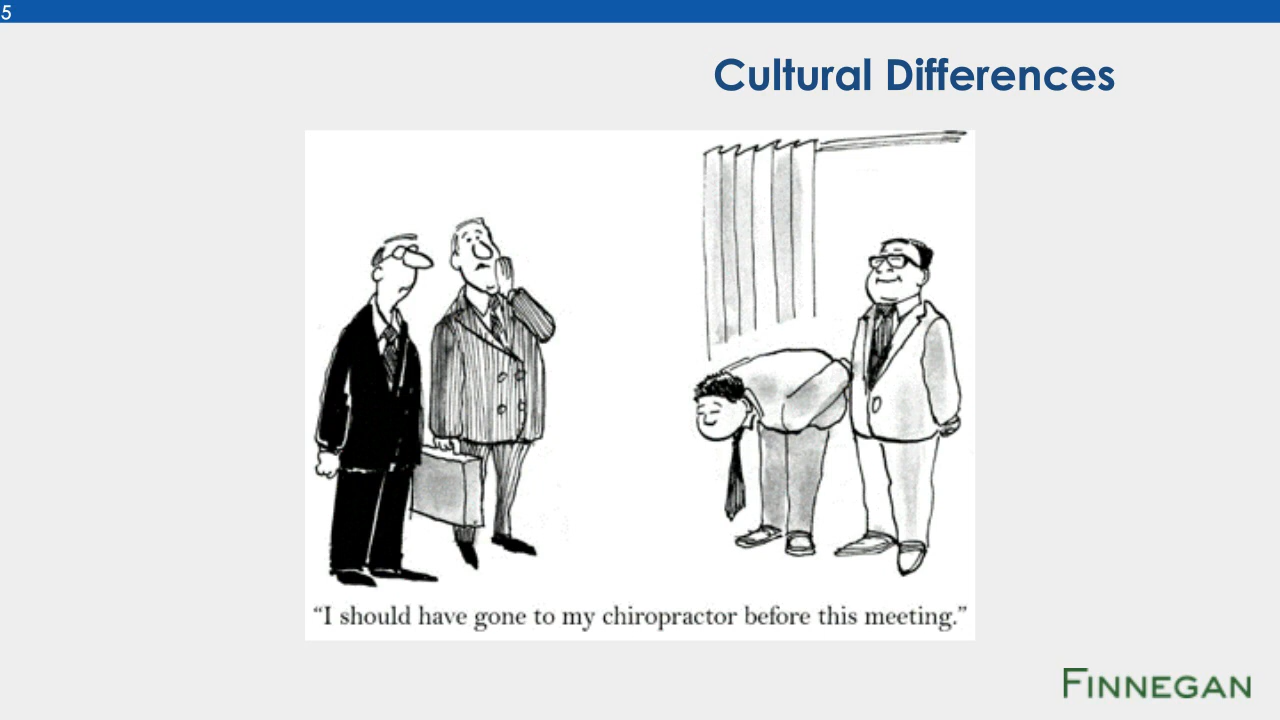 5
Cultural Differences
“I should have gone to my chiropractor before this meeting.”
FINNEGAN